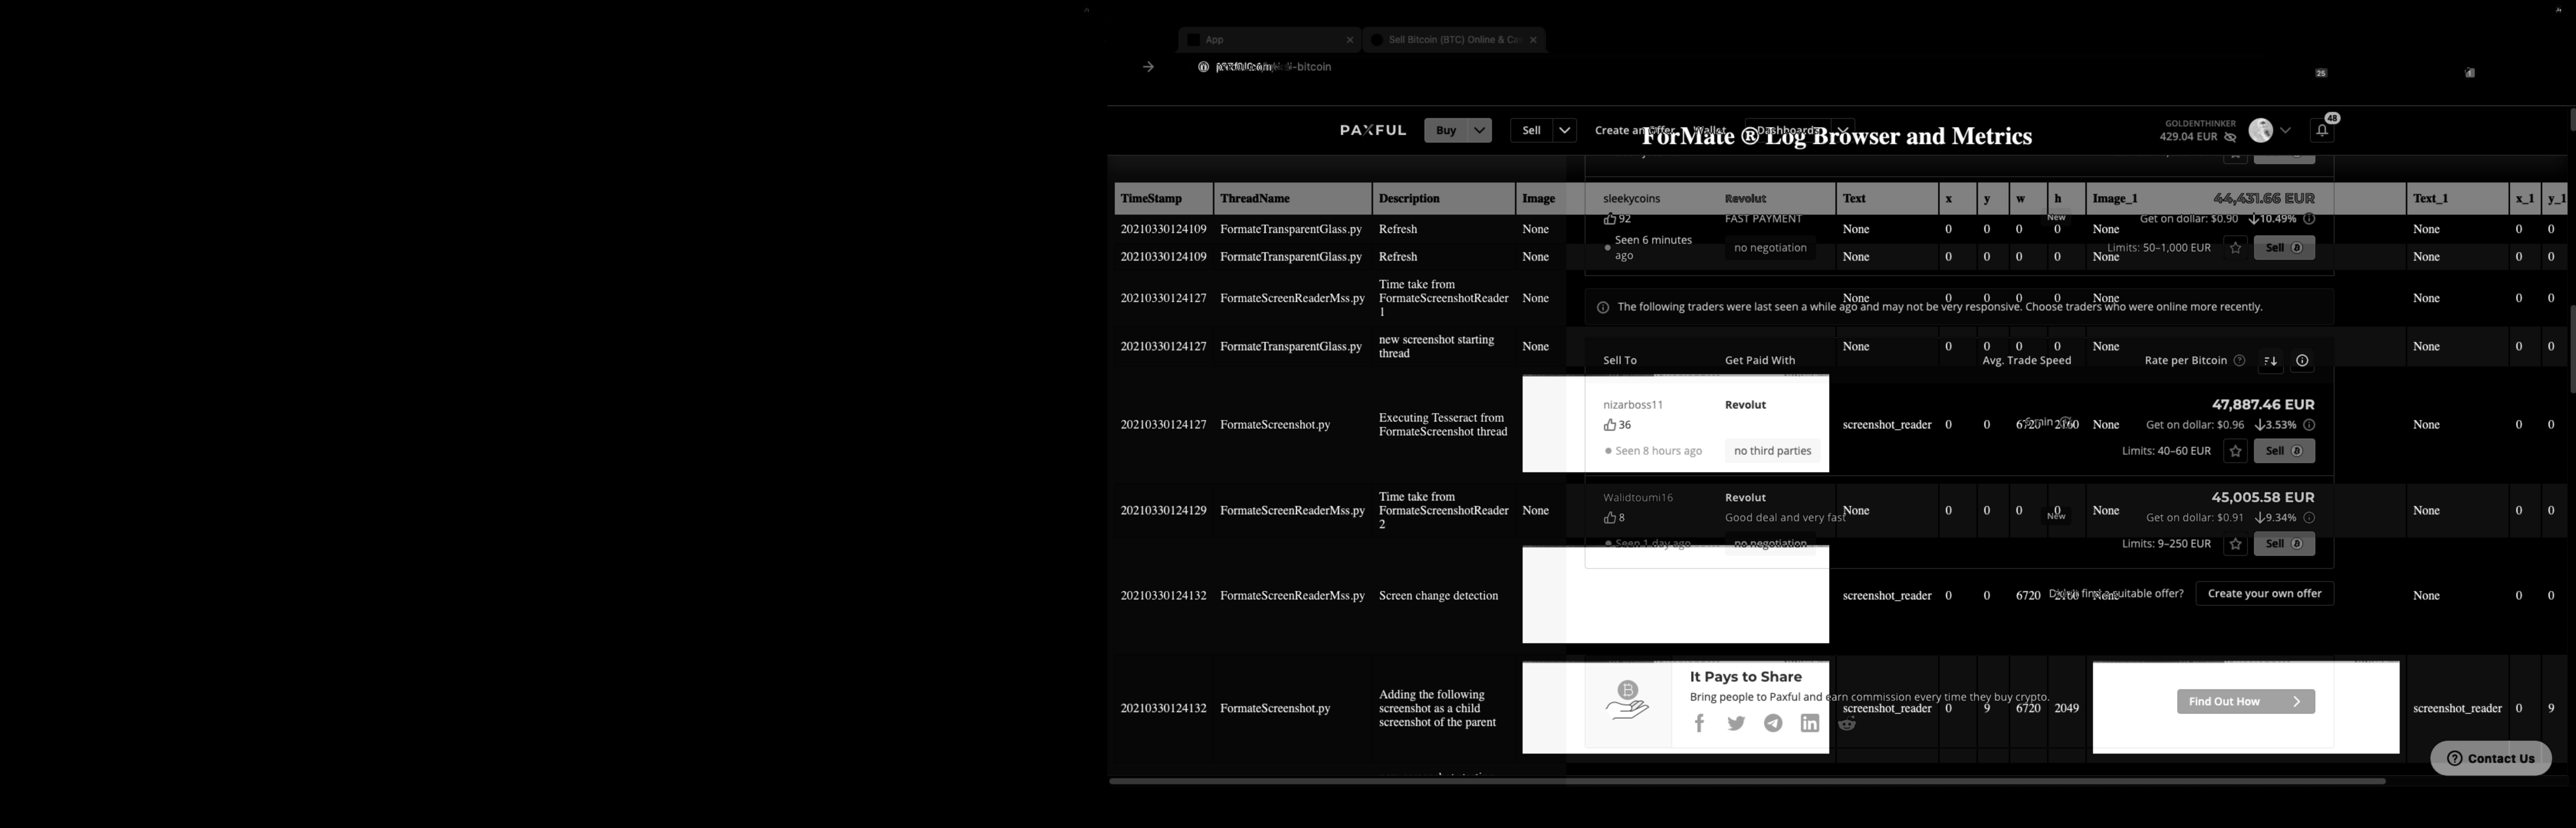 App
Sell Bitcoin (BTC) Online & Ca
-bitcoin
25
PAXFUL Buy Sell Create an Offer Wallet Dashboards
GOLDENTHINKER
429.04 EUR
48
ForMate ® Log Browser and Metrics
TimeStamp ThreadName Description Image Text x y w h Image_1 Text_1 x_1 y_1
sleekycoins Revolut 44,431.66 EUR
92 FAST PAYMENT New Get on dollar: $0.90 10.49%
Seen 6 minutes ago no negotiation Limits: 50–1,000 EUR Sell
20210330124109 FormateTransparentGlass.py Refresh None None 0 0 0 0 None None 0 0
20210330124109 FormateTransparentGlass.py Refresh None None 0 0 0 0 None None 0 0
20210330124127 FormateScreenReaderMss.py Time take from FormateScreenshotReader 1 None None 0 0 0 0 None None 0 0
The following traders were last seen a while ago and may not be very responsive. Choose traders who were online more recently.
20210330124127 FormateTransparentGlass.py new screenshot starting thread None None 0 0 0 0 None None 0 0
Sell To Get Paid With Avg. Trade Speed Rate per Bitcoin
nizarboss11 Revolut 47,887.46 EUR
36 Get on dollar: $0.96 3.53%
Seen 8 hours ago no third parties Limits: 40–60 EUR Sell
20210330124127 FormateScreenshot.py Executing Tesseract from FormateScreenshot thread screenshot_reader 0 0 6720 2160 None None 0 0
Walidtoumi16 Revolut 45,005.58 EUR
8 Good deal and very fast New Get on dollar: $0.91 9.34%
Seen 1 day ago no negotiation Limits: 9–250 EUR Sell
20210330124129 FormateScreenReaderMss.py Time take from FormateScreenshotReader 2 None None 0 0 0 0 None None 0 0
20210330124132 FormateScreenReaderMss.py Screen change detection screenshot_reader 0 0 6720 2160 None None 0 0
find a suitable offer? Create your own offer
It Pays to Share
Bring people to Paxful and earn commission every time they buy crypto.
Find Out How
20210330124132 FormateScreenshot.py Adding the following screenshot as a child screenshot of the parent screenshot_reader 0 9 6720 2049 screenshot_reader 0 9
Contact Us